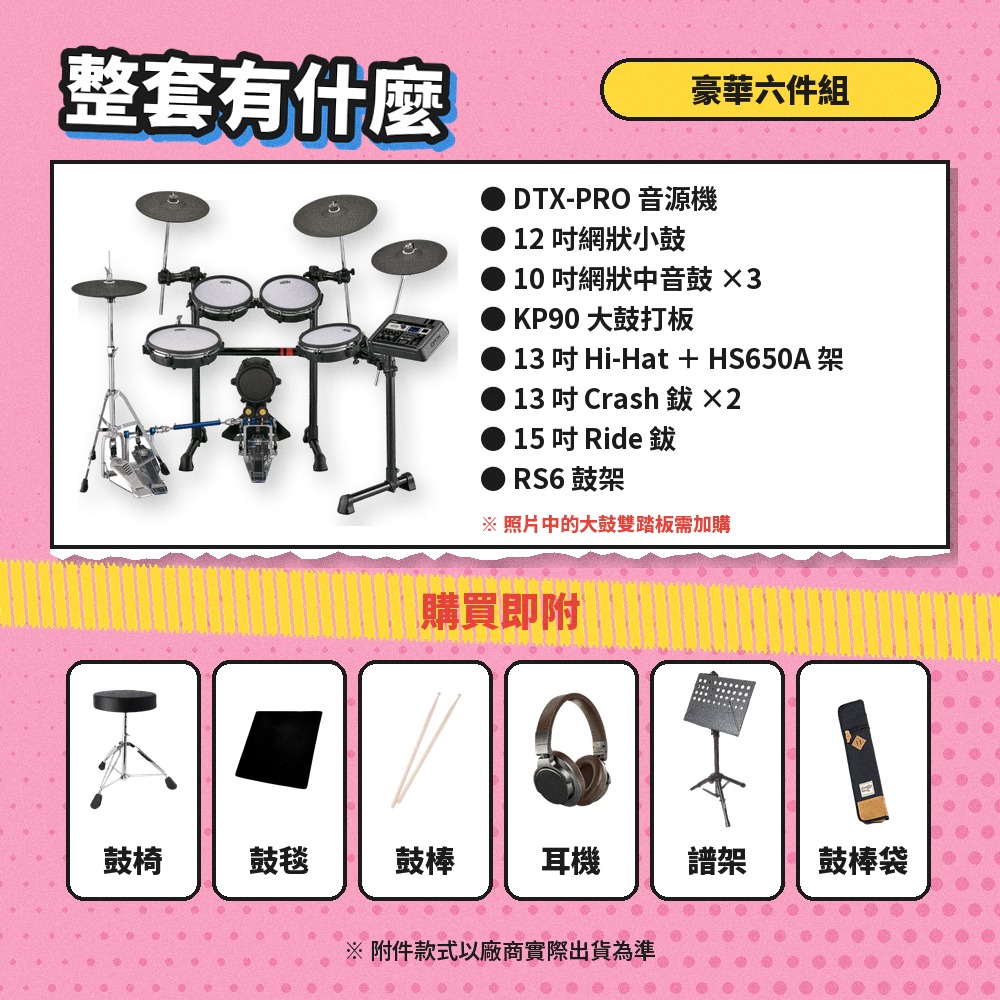 整套有什麼
豪華六件組
● DTX-PRO 音源機
● 12 吋網狀小鼓
● 10 吋網狀中音鼓 ×3
● KP90 大鼓打板
● 13 吋 Hi-Hat ＋ HS650A 架
● 13 吋 Crash 鈸 ×2
● 15 吋 Ride 鈸
● RS6 鼓架
※ 照片中的大鼓雙踏板需加購
購買即附
鼓椅
鼓毯
鼓棒
耳機
譜架
鼓棒袋
※ 附件款式以廠商實際出貨為準